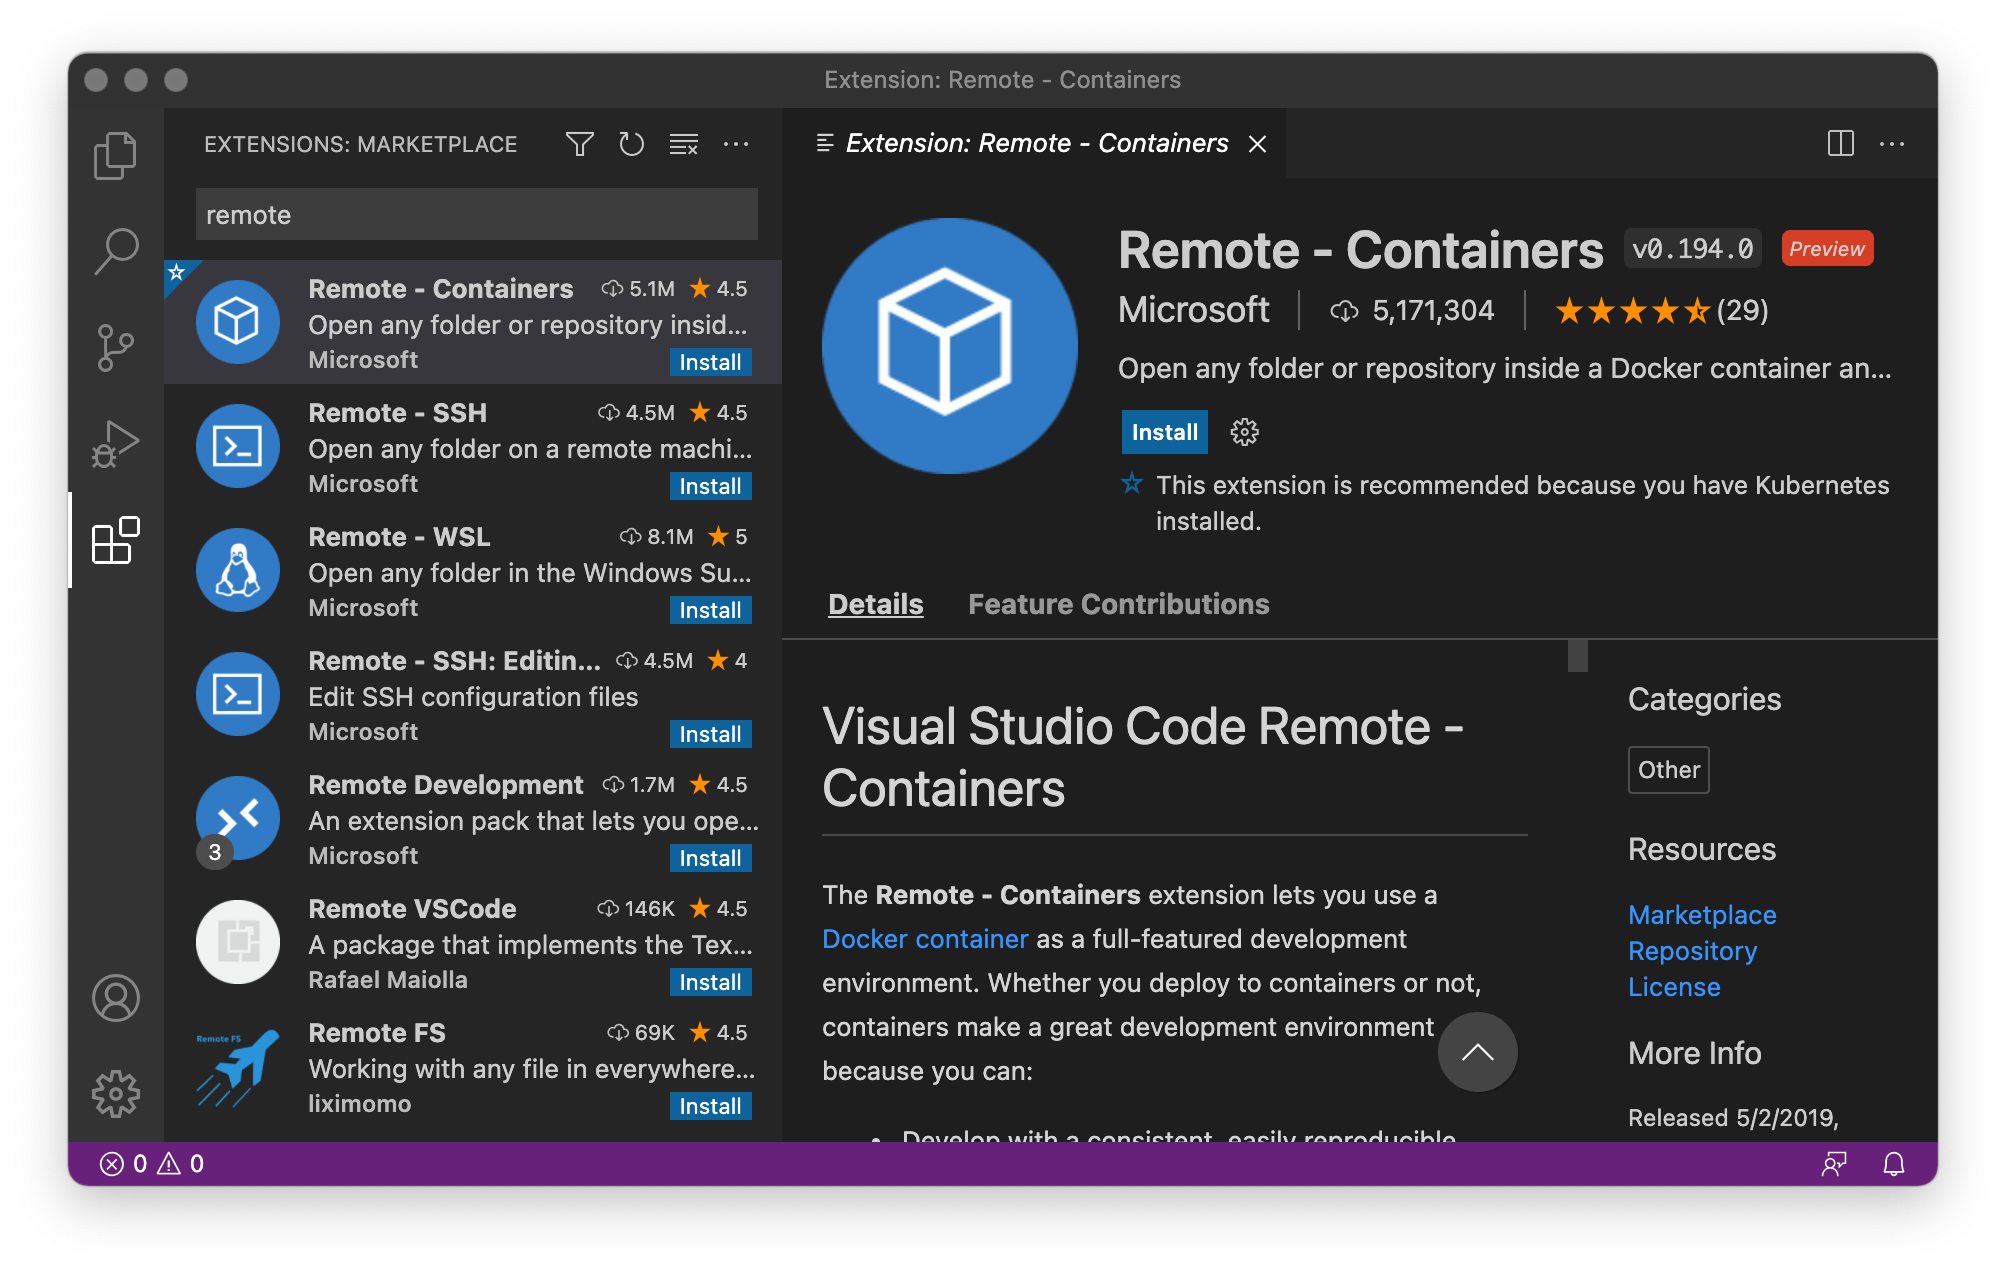 Extension: Remote - Containers
EXTENSIONS: MARKETPLACE
remote
Remote - Containers 5.1M 4.5
Open any folder or repository insid...
Microsoft Install
Remote - SSH 4.5M 4.5
Open any folder on a remote machi...
Microsoft Install
Remote - WSL 8.1M 5
Open any folder in the Windows Su...
Microsoft Install
Remote - SSH: Editin... 4.5M 4
Edit SSH configuration files
Microsoft Install
Remote Development 1.7M 4.5
An extension pack that lets you ope...
3
Microsoft Install
Remote VSCode 146K 4.5
A package that implements the Tex...
Rafael Maiolla Install
Remote FS
Remote FS 69K 4.5
Working with any file in everywhere...
liximomo Install
Extension: Remote - Containers
Remote - Containers v0.194.0 Preview
Microsoft 5,171,304 (29)
Open any folder or repository inside a Docker container an...
Install
This extension is recommended because you have Kubernetes
installed.
Details Feature Contributions
Visual Studio Code Remote -
Containers
The Remote - Containers extension lets you use a
Docker container as a full-featured development
environment. Whether you deploy to containers or not,
containers make a great development environment
because you can:
• Develop with a consistent, easily reproducible
Categories
Other
Resources
Marketplace
Repository
License
More Info
Released 5/2/2019,
0 0